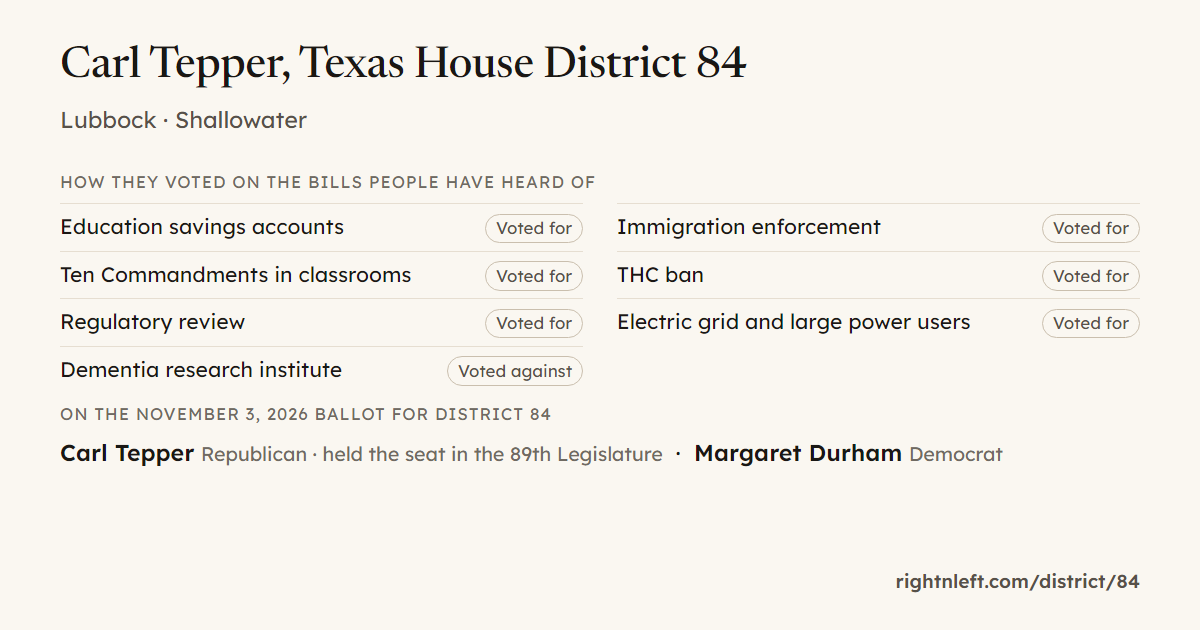 Carl Tepper, Texas House District 84
Lubbock · Shallowater
HOW THEY VOTED ON THE BILLS PEOPLE HAVE HEARD OF
Education savings accounts Voted for
Immigration enforcement Voted for
Ten Commandments in classrooms Voted for
THC ban Voted for
Regulatory review Voted for
Electric grid and large power users Voted for
Dementia research institute Voted against
ON THE NOVEMBER 3, 2026 BALLOT FOR DISTRICT 84
Carl Tepper Republican · held the seat in the 89th Legislature · Margaret Durham Democrat
rightnleft.com/district/84